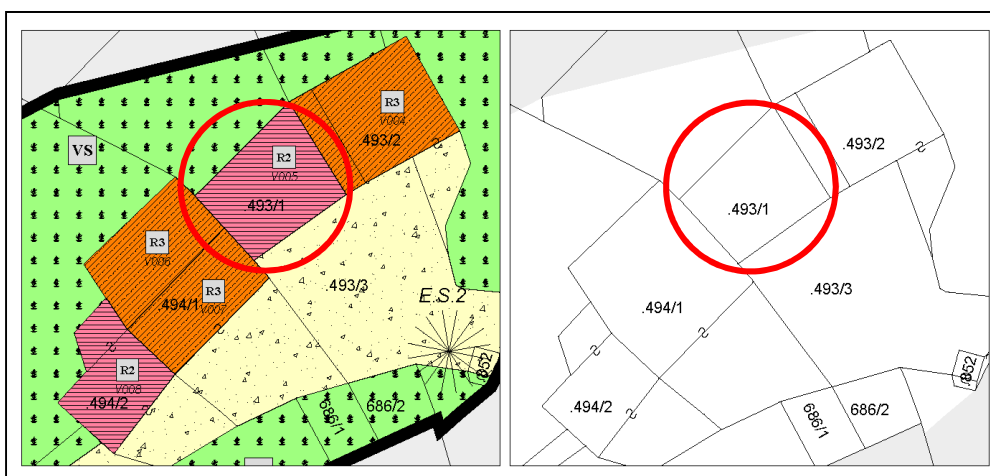 R3
V004
.493/2
VS
R2
V005
.493/1
R3
V006
.493/3
R3
V007
.494/1
E.S.2
R2
V008
.494/2
.852
686/1
686/2
.493/2
.493/1
.493/3
.494/1
.852
.494/2
686/1
686/2